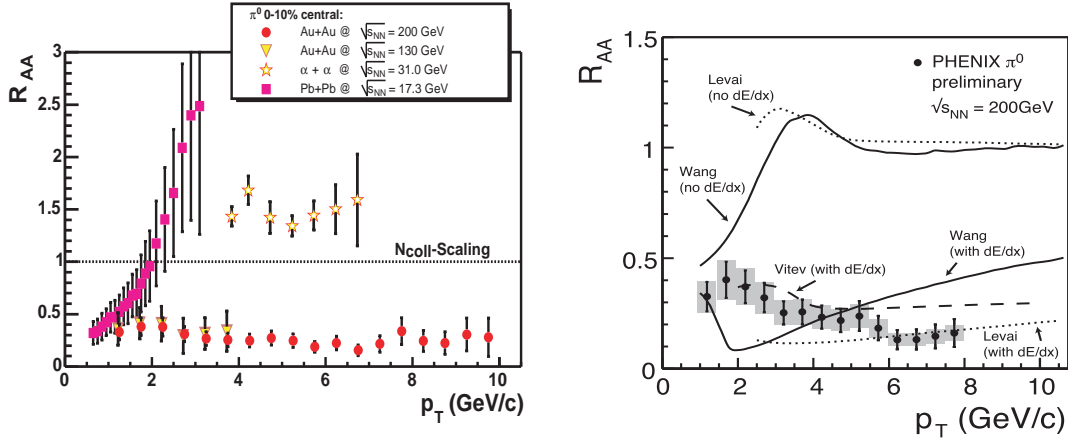 π⁰ 0-10% central:
Au+Au @ √sNN = 200 GeV
Au+Au @ √sNN = 130 GeV
α + α @ √sNN = 31.0 GeV
Pb+Pb @ √sNN = 17.3 GeV
RAA
3
2.5
2
1.5
1
0.5
0
Ncoll-Scaling
0 2 4 6 8 10
pT (GeV/c)
RAA
1.5
1
0.5
0
PHENIX π⁰
preliminary
√sNN = 200GeV
Levai
(no dE/dx)
Wang
(no dE/dx)
Wang
(with dE/dx)
Vitev (with dE/dx)
Levai
(with dE/dx)
0 2 4 6 8 10
pT (GeV/c)